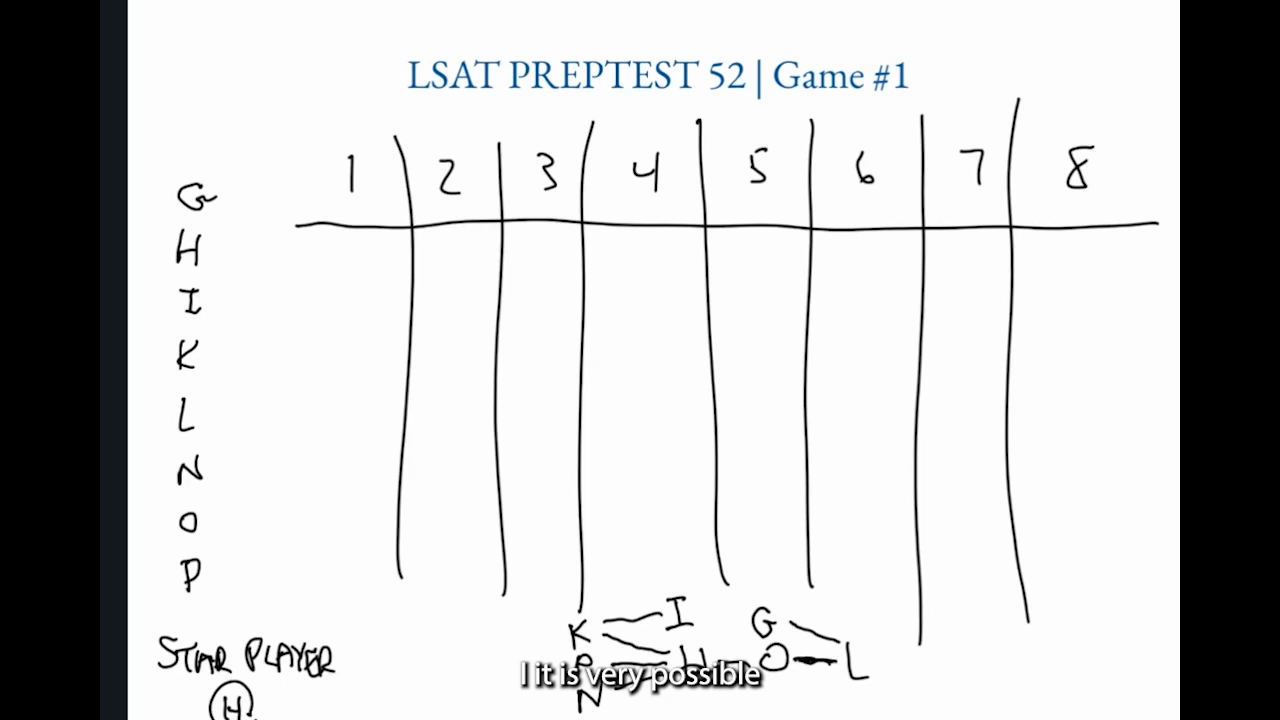 LSAT PREPTEST 52 | Game #1
1 2 3 4 5 6 7 8
G
H
I
K
L
N
O
P
K I G
P H O L
N
STAR PLAYER
H
I it is very possible